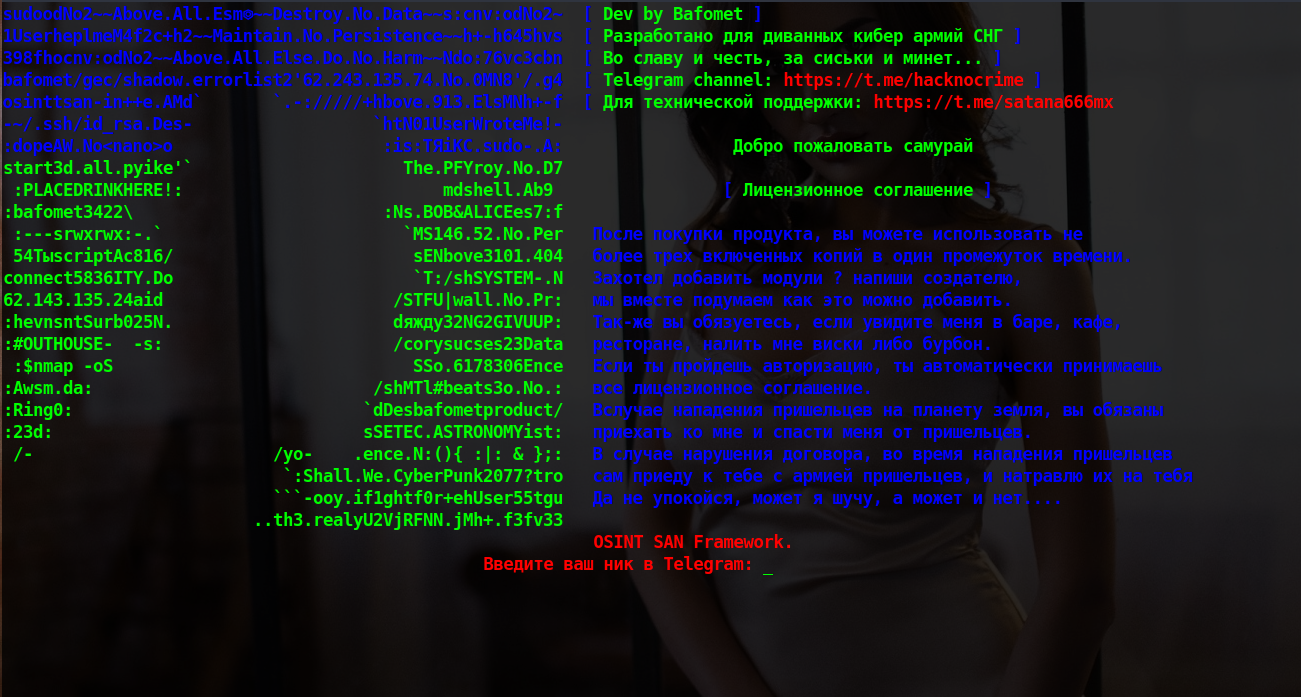 sudoodNo2~~Above.All.Esmo~~Destroy.No.Data~~s:cnv:odNo2~ [ Dev by Bafomet ]
1UserheplmeM4f2c+h2~~Maintain.No.Persistence~~h+-h645hvs [ Разработано для диванных кибер армий СНГ ]
398fhocnv:odNo2~~Above.All.Else.Do.No.Harm~~Ndo:76vc3cbn [ Во славу и честь, за сиськи и минет... ]
bafomet/gec/shadow.errorlist2'62.243.135.74.No.0MN8'/.g4 [ Telegram channel: https://t.me/hacknocrime ]
osinttsan-in++e.AMd` `.-://///+hbove.913.ElsMNh+-f [ Для технической поддержки: https://t.me/satana666mx
-~/.ssh/id_rsa.Des- `htN01UserWroteMe!-
:dopeAW.No<nano>o :is:TЯiKC.sudo-.A: Добро пожаловать самурай
start3d.all.pyike'` The.PFYroy.No.D7
:PLACEDRINKHERE!: mdshell.Ab9 [ Лицензионное соглашение ]
:bafomet3422\ :Ns.BOB&ALICEes7:f
:---srwxrwx:-.` `MS146.52.No.Per После покупки продукта, вы можете использовать не
54TыscriptAc816/ sENbove3101.404 более трех включенных копий в один промежуток времени.
connect5836ITY.Do `T:/shSYSTEM-.N Захотел добавить модули ? напиши создателю,
62.143.135.24aid /STFU|wall.No.Pr: мы вместе подумаем как это можно добавить.
:hevnsntSurb025N. dяжду32NG2GIVUUP: Так-же вы обязуетесь, если увидите меня в баре, кафе,
:#OUTHOUSE- -s: /corysucses23Data ресторане, налить мне виски либо бурбон.
:$nmap -oS SSo.6178306Ence Если ты пройдешь авторизацию, ты автоматически принимаешь
:Awsm.da: /shMTl#beats3o.No.: все лицензионное соглашение.
:Ring0: `dDesbafometproduct/ Вслучае нападения пришельцев на планету земля, вы обязаны
:23d: sSETEC.ASTRONOMYist: приехать ко мне и спасти меня от пришельцев.
/- /yo- .ence.N:(){ :|: & };: В случае нарушения договора, во время нападения пришельцев
`:Shall.We.CyberPunk2077?tro сам приеду к тебе с армией пришельцев, и натравлю их на тебя
```-ooy.if1ghtf0r+ehUser55tgu Да не упокойся, может я шучу, а может и нет....
..th3.realyU2VjRFNN.jMh+.f3fv33
OSINT SAN Framework.
Введите ваш ник в Telegram: _